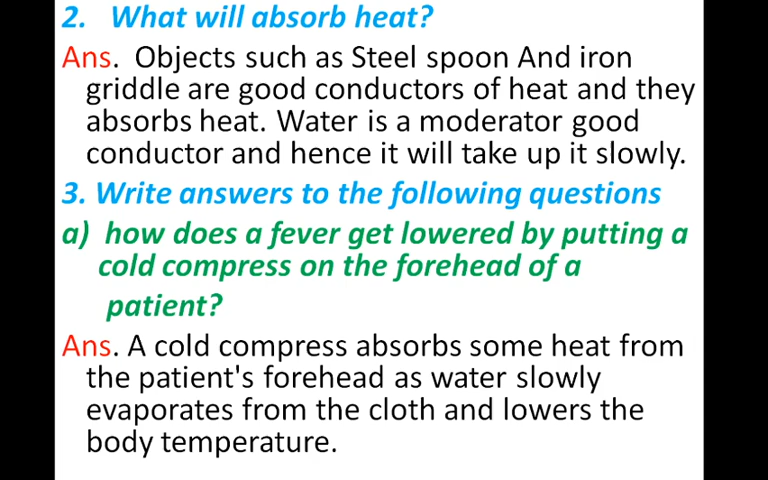 2. What will absorb heat?
Ans. Objects such as Steel spoon And iron
griddle are good conductors of heat and they
absorbs heat. Water is a moderator good
conductor and hence it will take up it slowly.
3. Write answers to the following questions
a) how does a fever get lowered by putting a
cold compress on the forehead of a
patient?
Ans. A cold compress absorbs some heat from
the patient's forehead as water slowly
evaporates from the cloth and lowers the
body temperature.